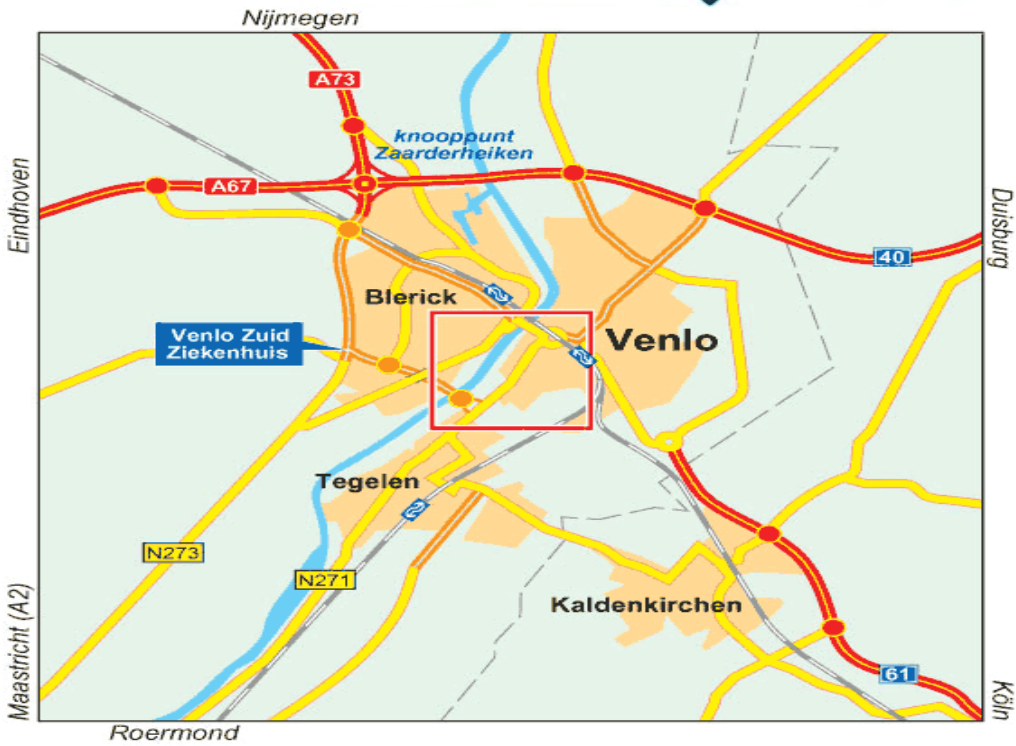 Nijmegen
A73
knooppunt
Zaarderheiken
A67
Eindhoven
Duisburg
40
Blerick
Venlo Zuid
Ziekenhuis
Venlo
Tegelen
N273
N271
Kaldenkirchen
Maastricht (A2)
61
Köln
Roermond